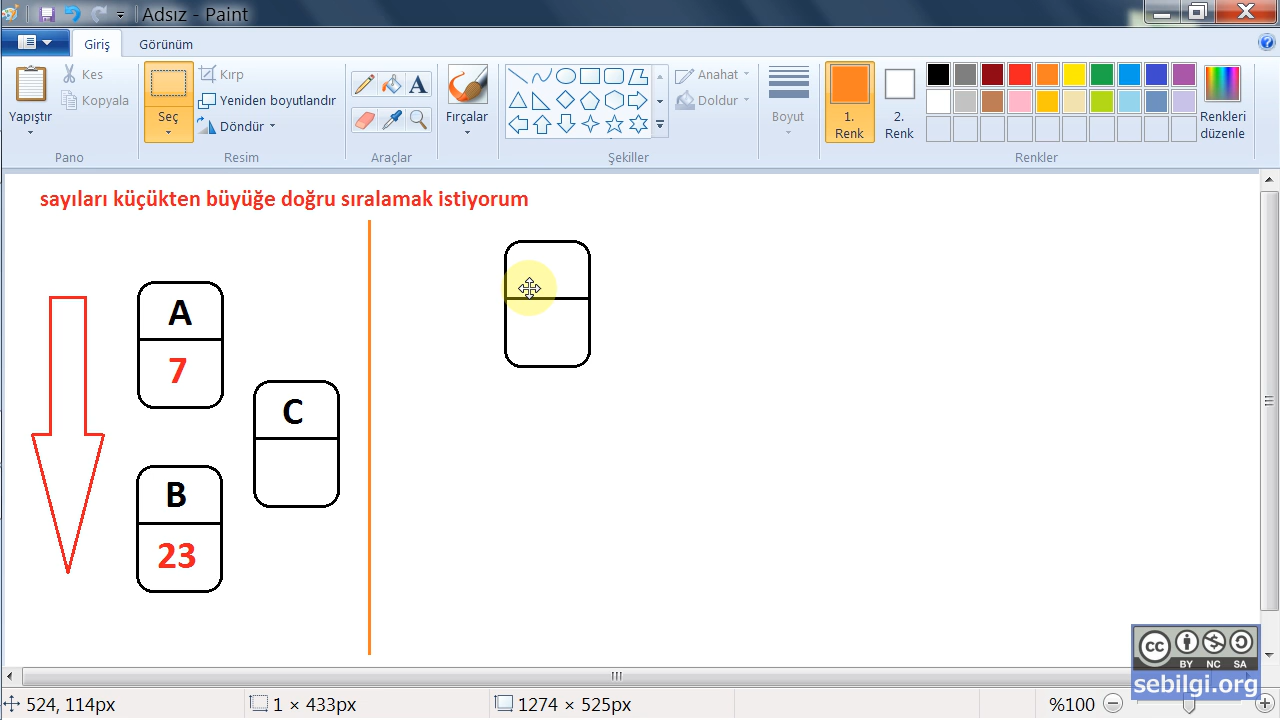 Adsız - Paint
Giriş
Görünüm
Yapıştır
Kes
Kopyala
Pano
Seç
Kırp
Yeniden boyutlandır
Döndür
Resim
A
Araçlar
Fırçalar
Anahat
Doldur
Şekiller
Boyut
1.
Renk
2.
Renk
Renkleri
düzenle
Renkler
sayıları küçükten büyüğe doğru sıralamak istiyorum
A
7
C
B
23
cc
BY NC SA
sebilgi.org
524, 114px
1 × 433px
1274 × 525px
%100